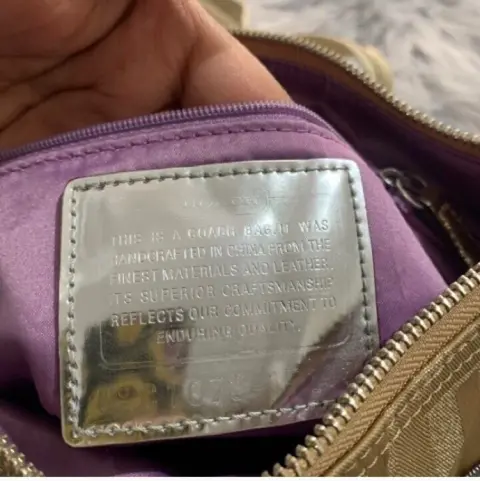 THIS IS A COACH BAG. IT WAS
HANDCRAFTED IN CHINA FROM THE
FINEST MATERIALS AND LEATHER.
ITS SUPERIOR CRAFTSMANSHIP
REFLECTS OUR COMMITMENT TO
ENDURING QUALITY.